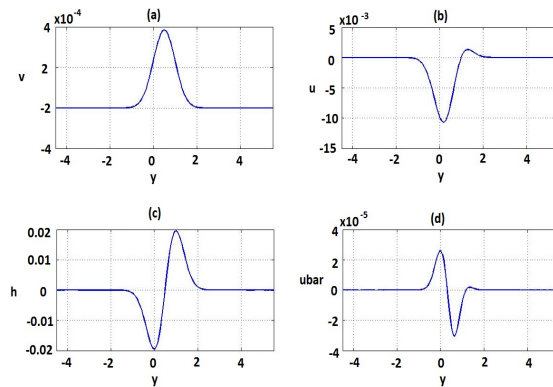 (a)
4 x10⁻⁴
2
v
-2
-4
-4 -2 0 2 4
y
(b)
x10⁻³
5
0
u
-5
-10
-15
-4 -2 0 2 4
y
(c)
0.02
0.01
h 0
-0.01
-0.02
-4 -2 0 2 4
y
(d)
4 x10⁻⁵
2
ubar 0
-2
-4
-4 -2 0 2 4
y